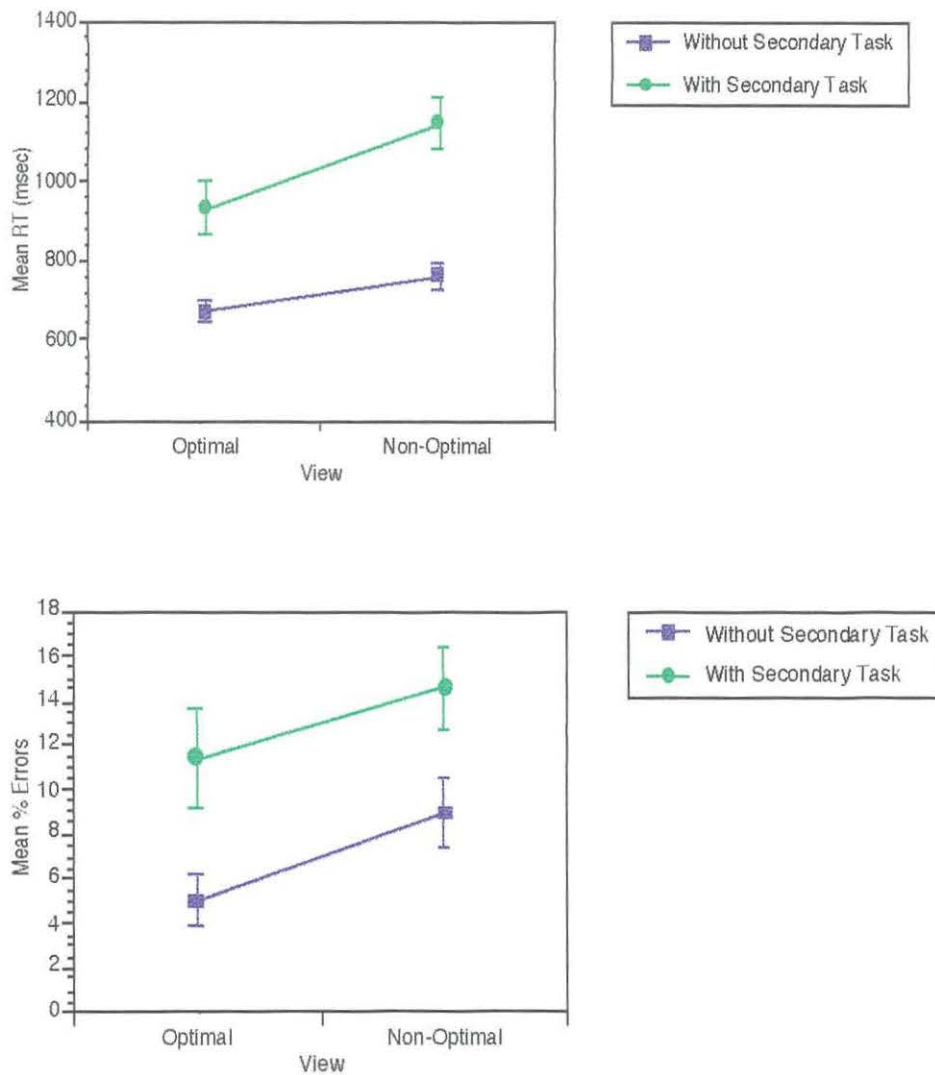 1400
1200
1000
800
600
400
Mean RT (msec)
Optimal
Non-Optimal
View
Without Secondary Task
With Secondary Task
18
16
14
12
10
8
6
4
2
0
Mean % Errors
Optimal
Non-Optimal
View
Without Secondary Task
With Secondary Task